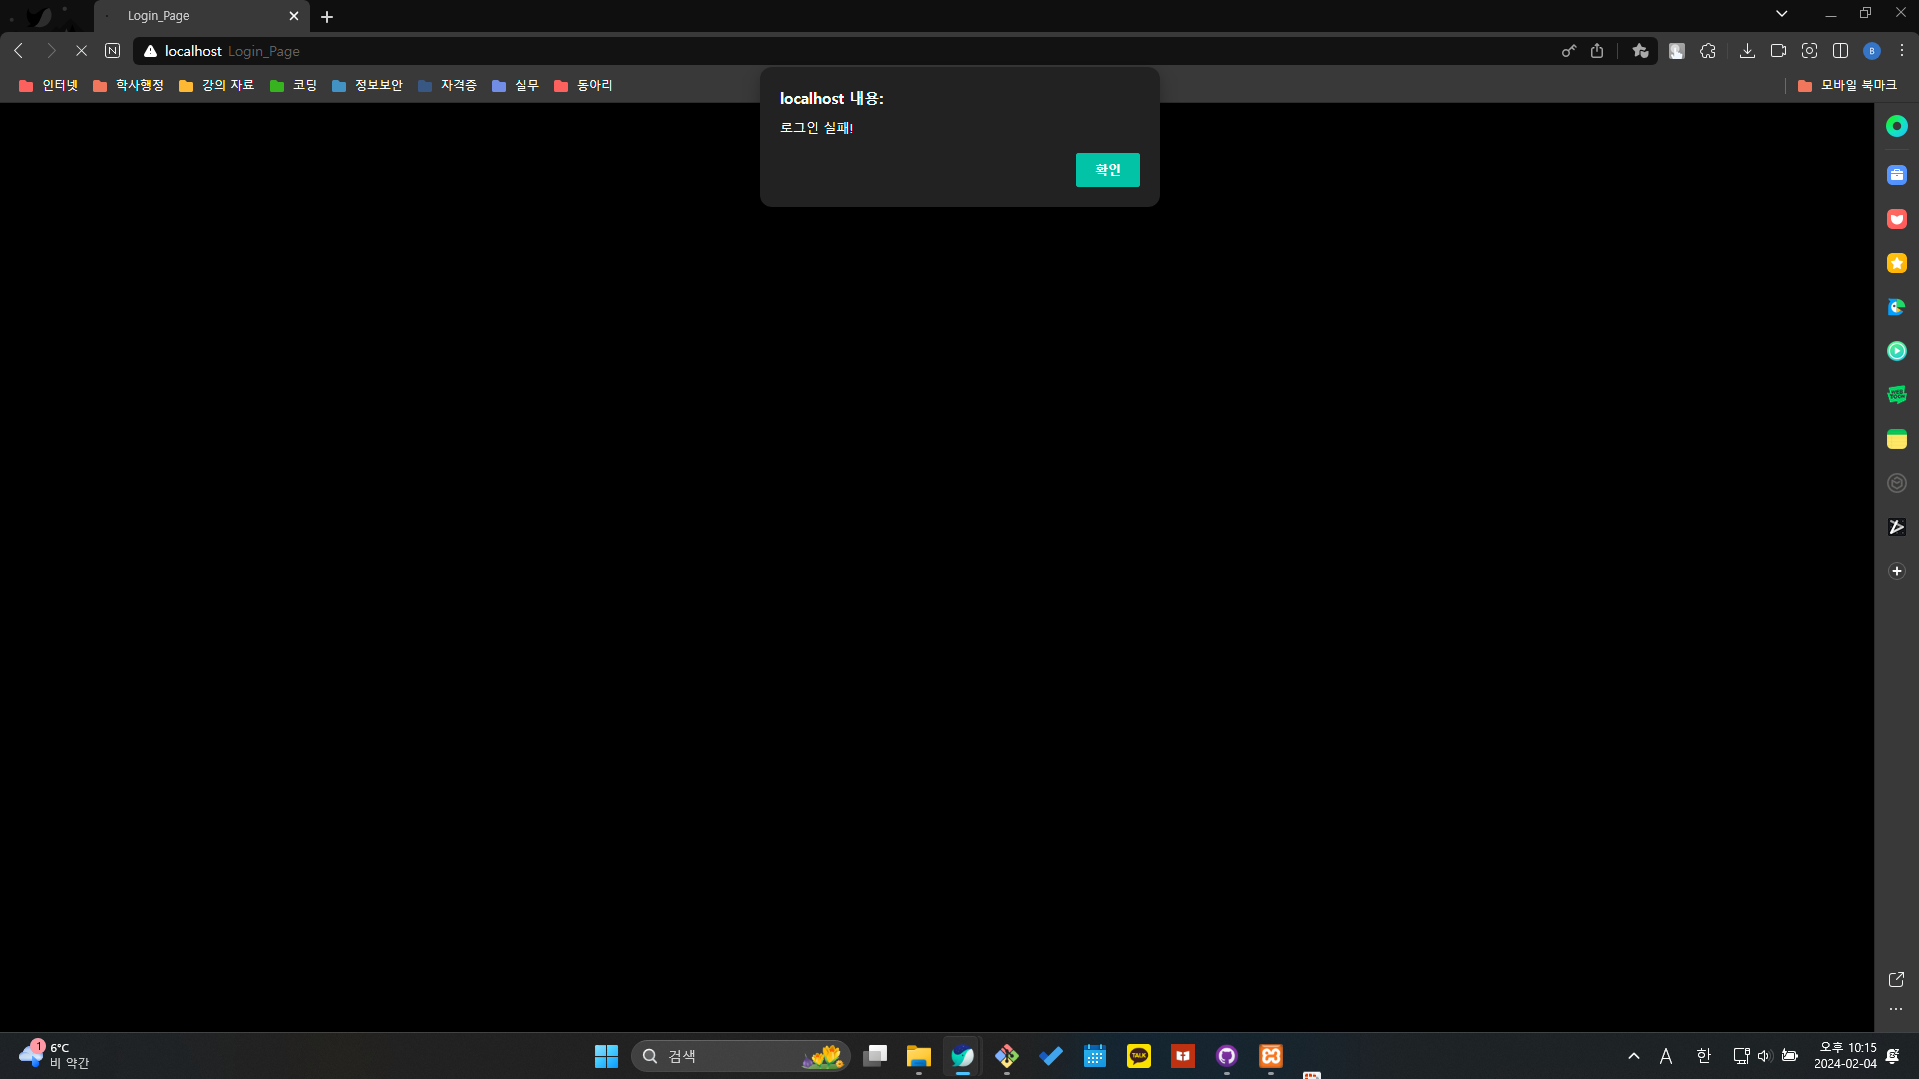 Login_Page
localhost Login_Page
B
인터넷 학사행정 강의 자료 코딩 정보보안 자격증 실무 동아리 모바일 북마크
localhost 내용:
로그인 실패!
확인
WEB
TOON
1
6°C
비 약간
검색
TALK
A 한
오후 10:15
2024-02-04